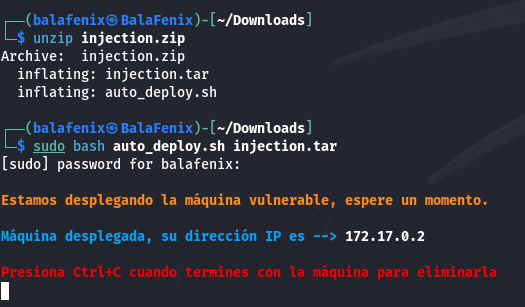 ┌──(balafenix㉿BalaFenix)-[~/Downloads]
└─$ unzip injection.zip
Archive:  injection.zip
  inflating: injection.tar
  inflating: auto_deploy.sh
┌──(balafenix㉿BalaFenix)-[~/Downloads]
└─$ sudo bash auto_deploy.sh injection.tar
[sudo] password for balafenix:
Estamos desplegando la máquina vulnerable, espere un momento.
Máquina desplegada, su dirección IP es --> 172.17.0.2
Presiona Ctrl+C cuando termines con la máquina para eliminarla